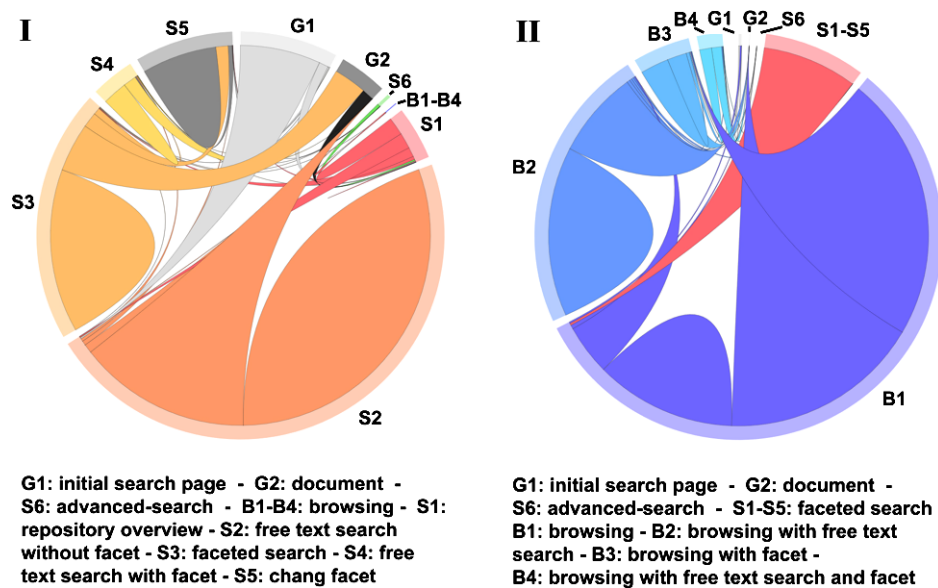 I
S5
G1
S4
G2
S6
B1-B4
S1
S3
S2
II
B4
G1
G2
S6
B3
S1-S5
B2
B1
G1: initial search page - G2: document -
S6: advanced-search - B1-B4: browsing - S1:
repository overview - S2: free text search
without facet - S3: faceted search - S4: free
text search with facet - S5: chang facet
G1: initial search page - G2: document -
S6: advanced-search - S1-S5: faceted search
B1: browsing - B2: browsing with free text
search - B3: browsing with facet -
B4: browsing with free text search and facet